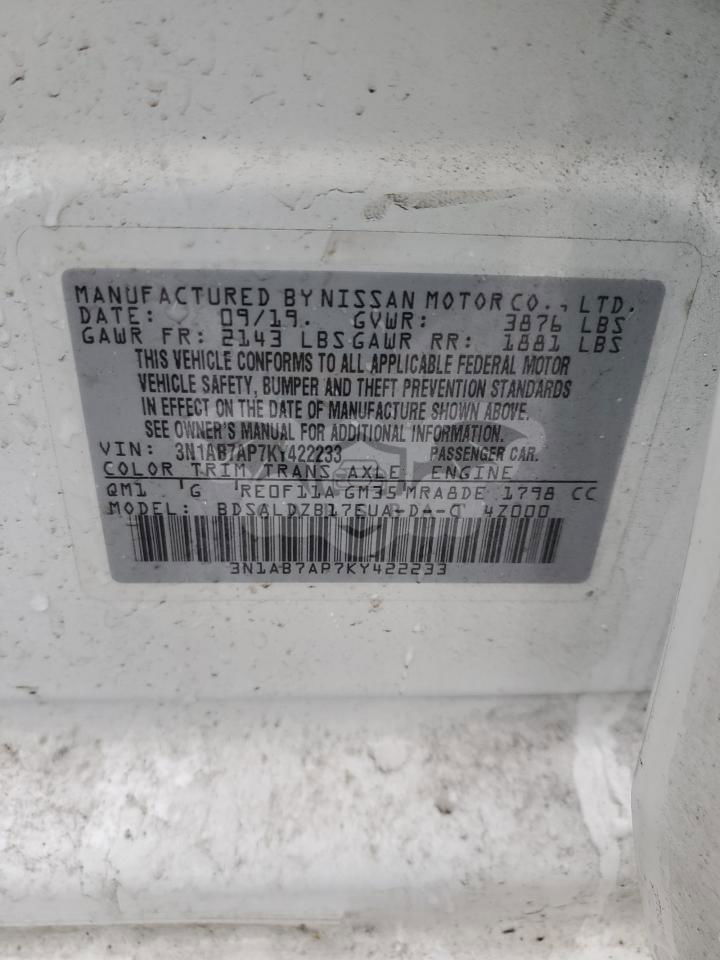 MANUFACTURED BY NISSAN MOTOR CO., LTD.
DATE: 09/19. GVWR: 3876 LBS
GAWR FR: 2143 LBS GAWR RR: 1881 LBS
THIS VEHICLE CONFORMS TO ALL APPLICABLE FEDERAL MOTOR
VEHICLE SAFETY, BUMPER AND THEFT PREVENTION STANDARDS
IN EFFECT ON THE DATE OF MANUFACTURE SHOWN ABOVE.
SEE OWNER'S MANUAL FOR ADDITIONAL INFORMATION.
VIN: 3N1AB7AP7KY422233 PASSENGER CAR.
COLOR TRIM TRANS AXLE ENGINE
QM1 G RE0F11A GM35 MRA8DE 1798 CC
MODEL: 4Z000
3N1AB7AP7KY422233